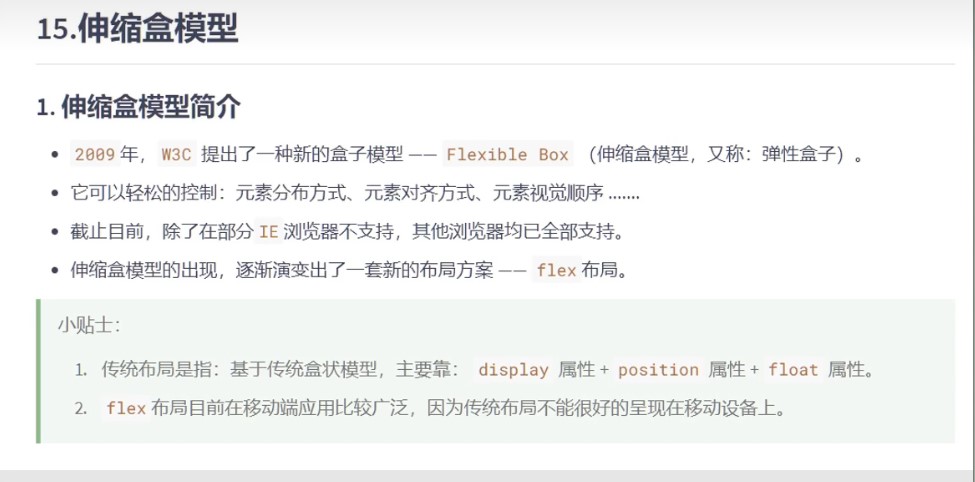 15.伸缩盒模型
1. 伸缩盒模型简介
• 2009年，W3C 提出了一种新的盒子模型 —— Flexible Box （伸缩盒模型，又称：弹性盒子）。
• 它可以轻松的控制：元素分布方式、元素对齐方式、元素视觉顺序 .......
• 截止目前，除了在部分 IE 浏览器不支持，其他浏览器均已全部支持。
• 伸缩盒模型的出现，逐渐演变出了一套新的布局方案 —— flex 布局。
小贴士：
1. 传统布局是指：基于传统盒状模型，主要靠： display 属性 + position 属性 + float 属性。
2. flex 布局目前在移动端应用比较广泛，因为传统布局不能很好的呈现在移动设备上。